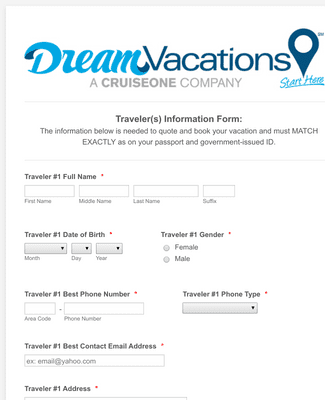 DreamVacations SM
A CRUISEONE COMPANY Start Here
Traveler(s) Information Form:
The information below is needed to quote and book your vacation and must MATCH
EXACTLY as on your passport and government-issued ID.
Traveler #1 Full Name *
First Name Middle Name Last Name Suffix
Traveler #1 Date of Birth * Traveler #1 Gender *
Female
Month Day Year
Male
Traveler #1 Best Phone Number * Traveler #1 Phone Type *
-
Area Code Phone Number
Traveler #1 Best Contact Email Address *
ex: email@yahoo.com
Traveler #1 Address *